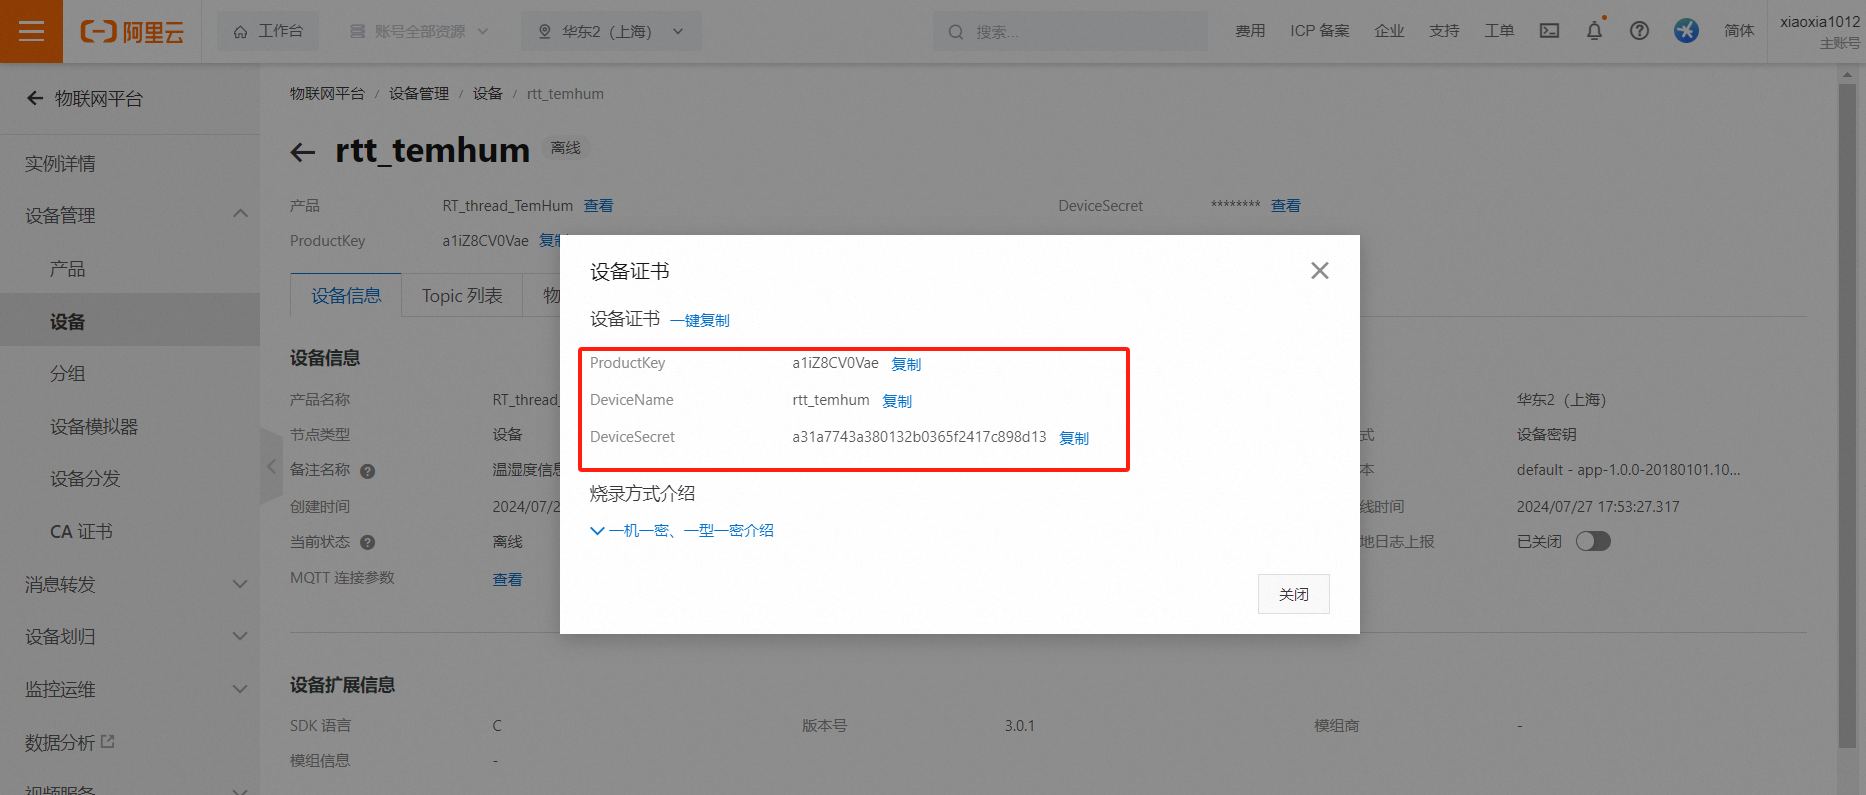 阿里云 工作台 账号全部资源 华东2（上海） 搜索... 费用 ICP 备案 企业 支持 工单 简体 xiaoxia1012
主账号
物联网平台
实例详情
设备管理
产品
设备
分组
设备模拟器
设备分发
CA 证书
消息转发
设备划归
监控运维
数据分析
视频服务
物联网平台 / 设备管理 / 设备 / rtt_temhum
rtt_temhum 离线
产品 RT_thread_TemHum 查看 DeviceSecret ******** 查看
ProductKey a1iZ8CV0Vae 复制
设备信息 Topic 列表 物
设备信息
产品名称 RT_thread_ 华东2（上海）
节点类型 设备 式 设备密钥
备注名称 温湿度信息 本 default - app-1.0.0-20180101.10...
创建时间 2024/07/2 线时间 2024/07/27 17:53:27.317
当前状态 离线 地日志上报 已关闭
MQTT 连接参数 查看
设备证书
设备证书 一键复制
ProductKey a1iZ8CV0Vae 复制
DeviceName rtt_temhum 复制
DeviceSecret a31a7743a380132b0365f2417c898d13 复制
烧录方式介绍
一机一密、一型一密介绍
关闭
设备扩展信息
SDK 语言 C 版本号 3.0.1 模组商 -
模组信息 -